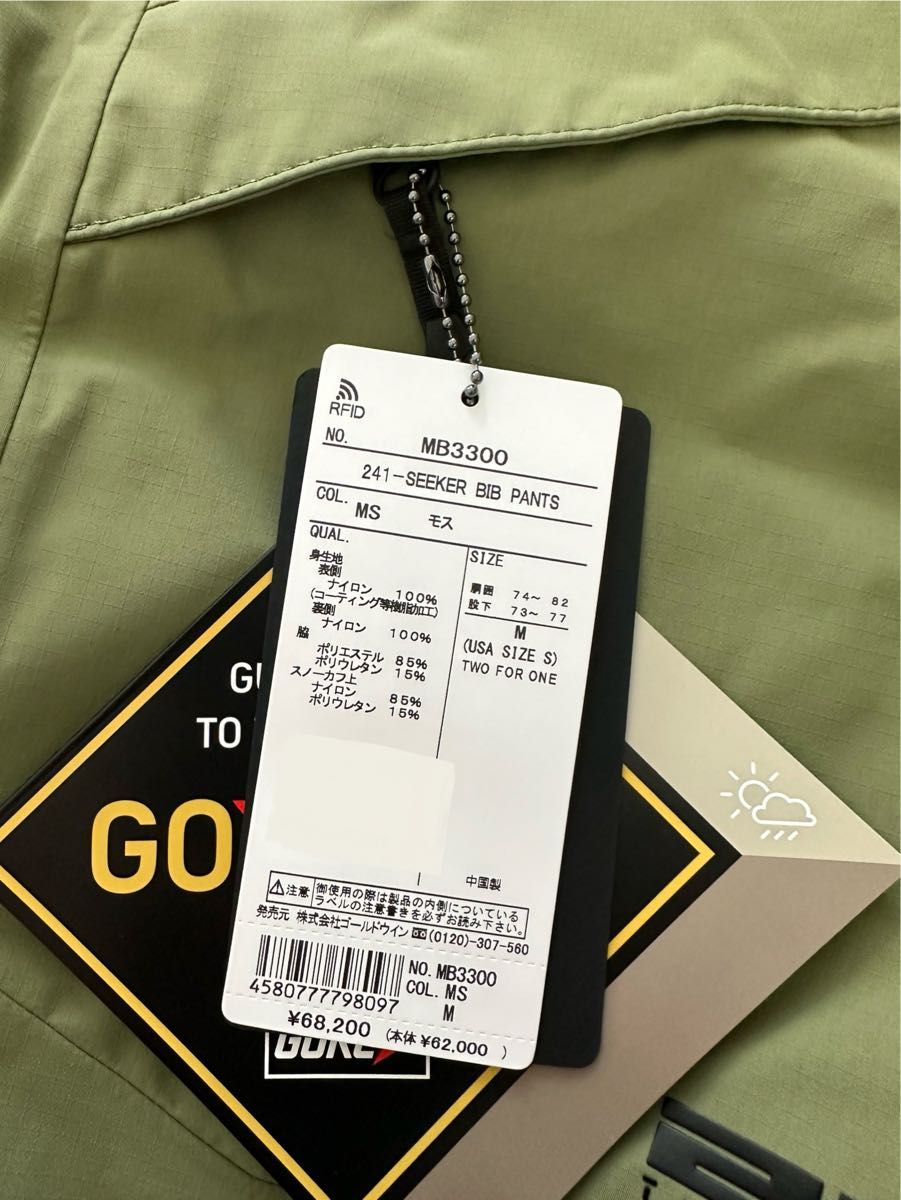 RFID
NO. MB3300
241-SEEKER BIB PANTS
COL. MS モス
QUAL.
身生地
表側
ナイロン 100%
(コーティング等樹脂加工)
裏側
ナイロン 100%
脇
ポリエステル 85%
ポリウレタン 15%
スノーカフ上
ナイロン 85%
ポリウレタン 15%
SIZE
胴囲 74～ 82
股下 73～ 77
M
(USA SIZE S)
TWO FOR ONE
中国製
注意 御使用の際は製品の内側についている
ラベルの注意書きを必ずお読み下さい。
発売元 株式会社ゴールドウイン (0120)-307-560
4580777798097
NO. MB3300
COL. MS
M
¥68,200 (本体 ¥62,000 )
TO
GO
GORE